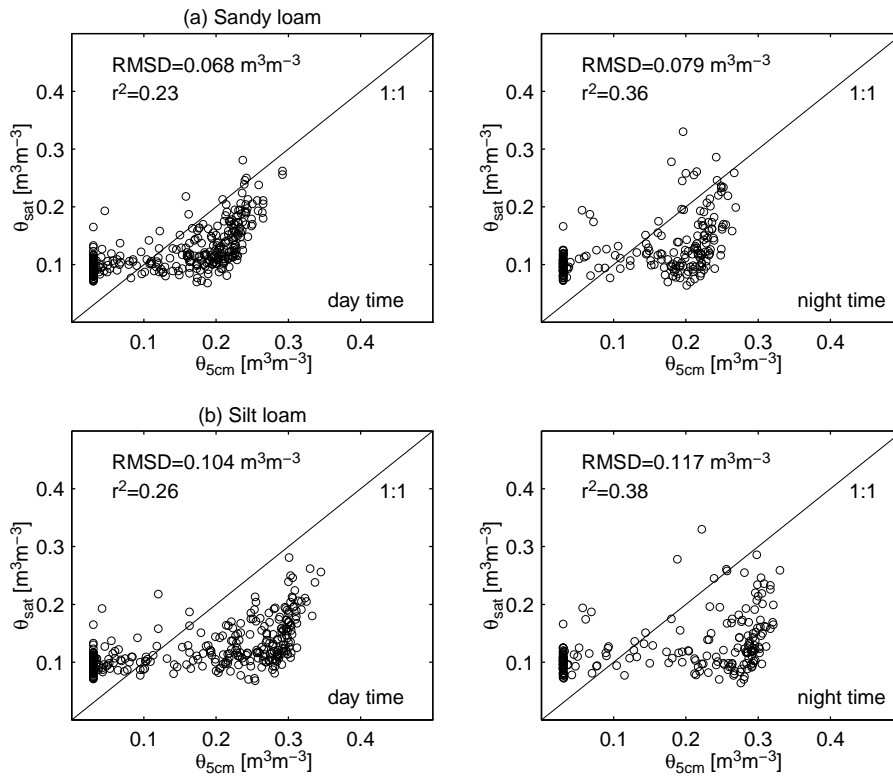 (a) Sandy loam
RMSD=0.068 m³m⁻³
r²=0.23
1:1
0.4
0.3
0.2
0.1
θsat [m³m⁻³]
day time
0.1 0.2 0.3 0.4
θ5cm [m³m⁻³]
RMSD=0.079 m³m⁻³
r²=0.36
1:1
0.4
0.3
0.2
0.1
θsat [m³m⁻³]
night time
0.1 0.2 0.3 0.4
θ5cm [m³m⁻³]
(b) Silt loam
RMSD=0.104 m³m⁻³
r²=0.26
1:1
0.4
0.3
0.2
0.1
θsat [m³m⁻³]
day time
0.1 0.2 0.3 0.4
θ5cm [m³m⁻³]
RMSD=0.117 m³m⁻³
r²=0.38
1:1
0.4
0.3
0.2
0.1
θsat [m³m⁻³]
night time
0.1 0.2 0.3 0.4
θ5cm [m³m⁻³]